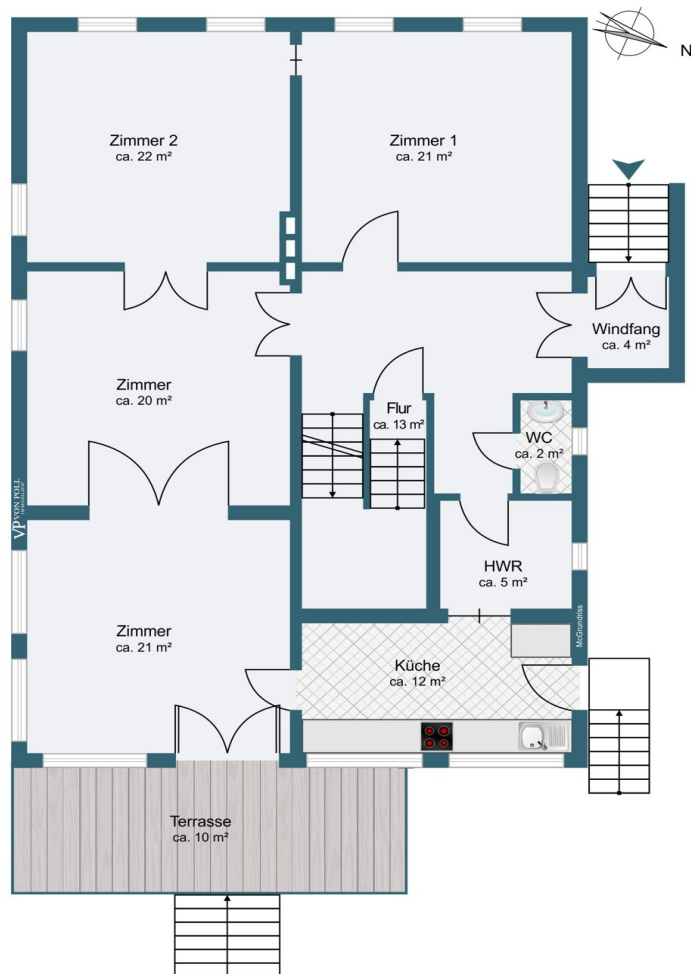 N
Zimmer 2
ca. 22 m²
Zimmer 1
ca. 21 m²
Windfang
ca. 4 m²
Zimmer
ca. 20 m²
Flur
ca. 13 m²
WC
ca. 2 m²
VP VON POLL
IMMOBILIEN
HWR
ca. 5 m²
Zimmer
ca. 21 m²
McGrundriss
Küche
ca. 12 m²
Terrasse
ca. 10 m²